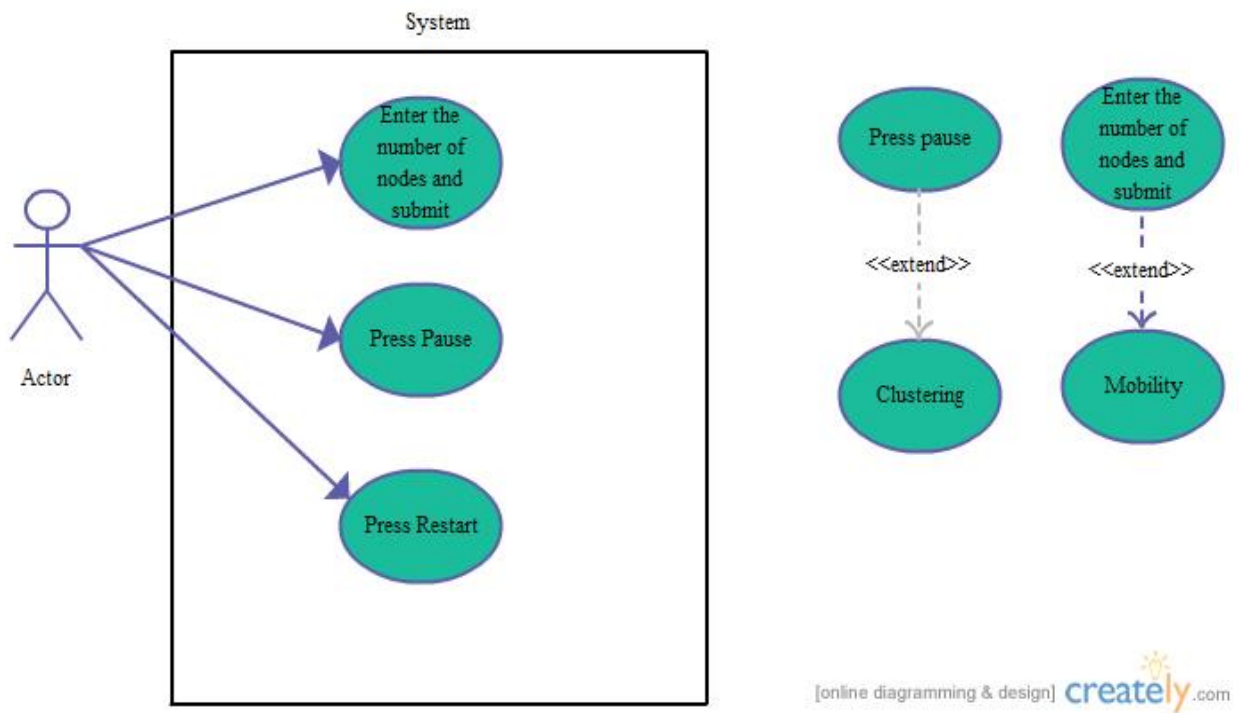 System
Enter the
number of
nodes and
submit
Press Pause
Press Restart
Actor
Press pause
<<extend>>
Clustering
Enter the
number of
nodes and
submit
<<extend>>
Mobility
[online diagramming & design] creately.com